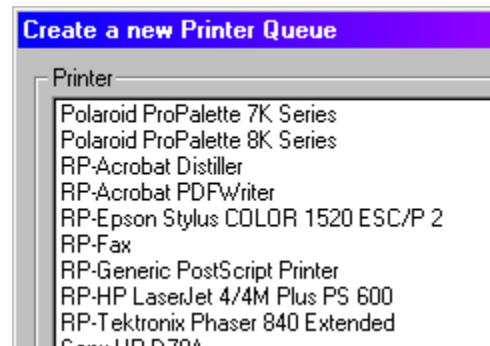 Create a new Printer Queue
Printer
Polaroid ProPalette 7K Series
Polaroid ProPalette 8K Series
RP-Acrobat Distiller
RP-Acrobat PDFWriter
RP-Epson Stylus COLOR 1520 ESC/P 2
RP-Fax
RP-Generic PostScript Printer
RP-HP LaserJet 4/4M Plus PS 600
RP-Tektronix Phaser 840 Extended